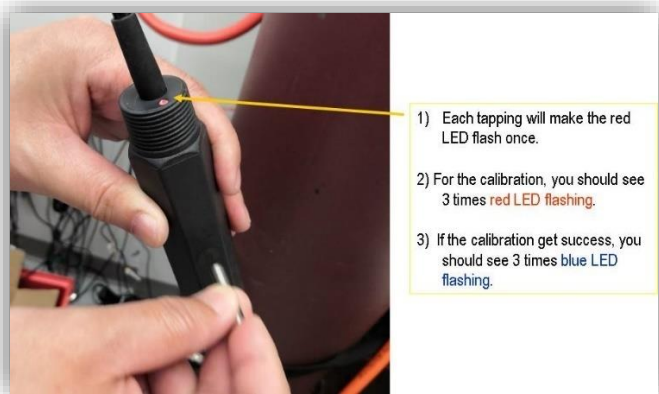 1) Each tapping will make the red
LED flash once.
2) For the calibration, you should see
3 times red LED flashing.
3) If the calibration get success, you
should see 3 times blue LED
flashing.